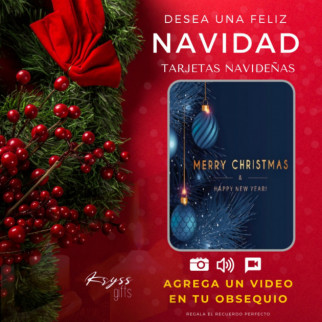 DESEA UNA FELIZ
NAVIDAD
TARJETAS NAVIDEÑAS
MERRY CHRISTMAS
&
HAPPY NEW YEAR!
Asyss
gifts
AGREGA UN VIDEO
EN TU OBSEQUIO
REGALA EL RECUERDO PERFECTO